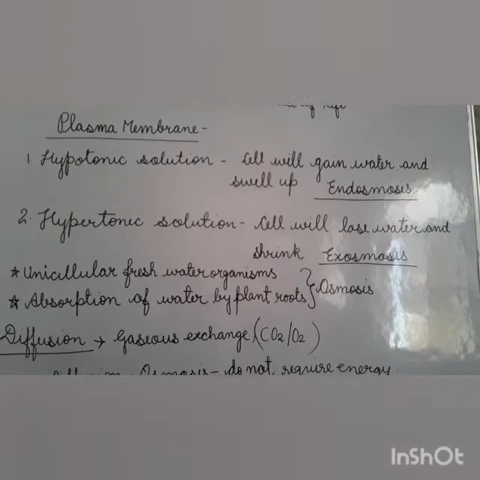 Plasma Membrane -
1. Hypotonic solution - Cell will gain water and
swell up Endosmosis
2. Hypertonic solution - Cell will lose water and
shrink Exosmosis
* Unicillular fresh water organisms
* Absorption of water by plant roots } Osmosis
Diffusion → Gaseous exchange (CO2/O2)
Osmosis - do not require energy
InShOt